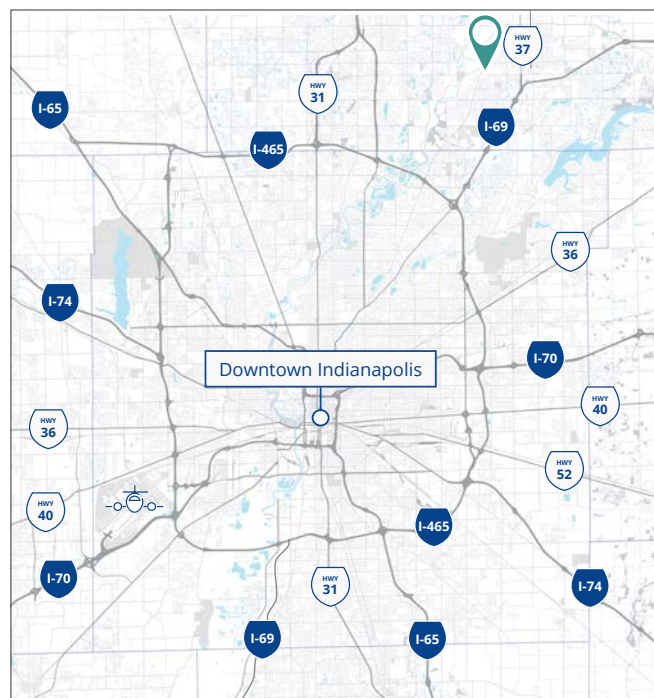 HWY
37
HWY
31
I-65
I-69
I-465
HWY
36
I-74
I-70
Downtown Indianapolis
HWY
40
HWY
36
HWY
52
HWY
40
I-465
I-70
HWY
31
I-74
I-69
I-65